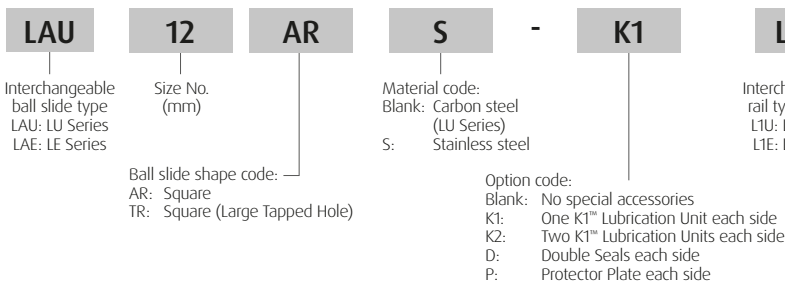 LAU 12 AR S - K1
Interchangeable
ball slide type
LAU: LU Series
LAE: LE Series
Size No.
(mm)
Ball slide shape code:
AR: Square
TR: Square (Large Tapped Hole)
Material code:
Blank: Carbon steel
(LU Series)
S: Stainless steel
Option code:
Blank: No special accessories
K1: One K1™ Lubrication Unit each side
K2: Two K1™ Lubrication Units each side
D: Double Seals each side
P: Protector Plate each side
rail
L1U:
L1E: